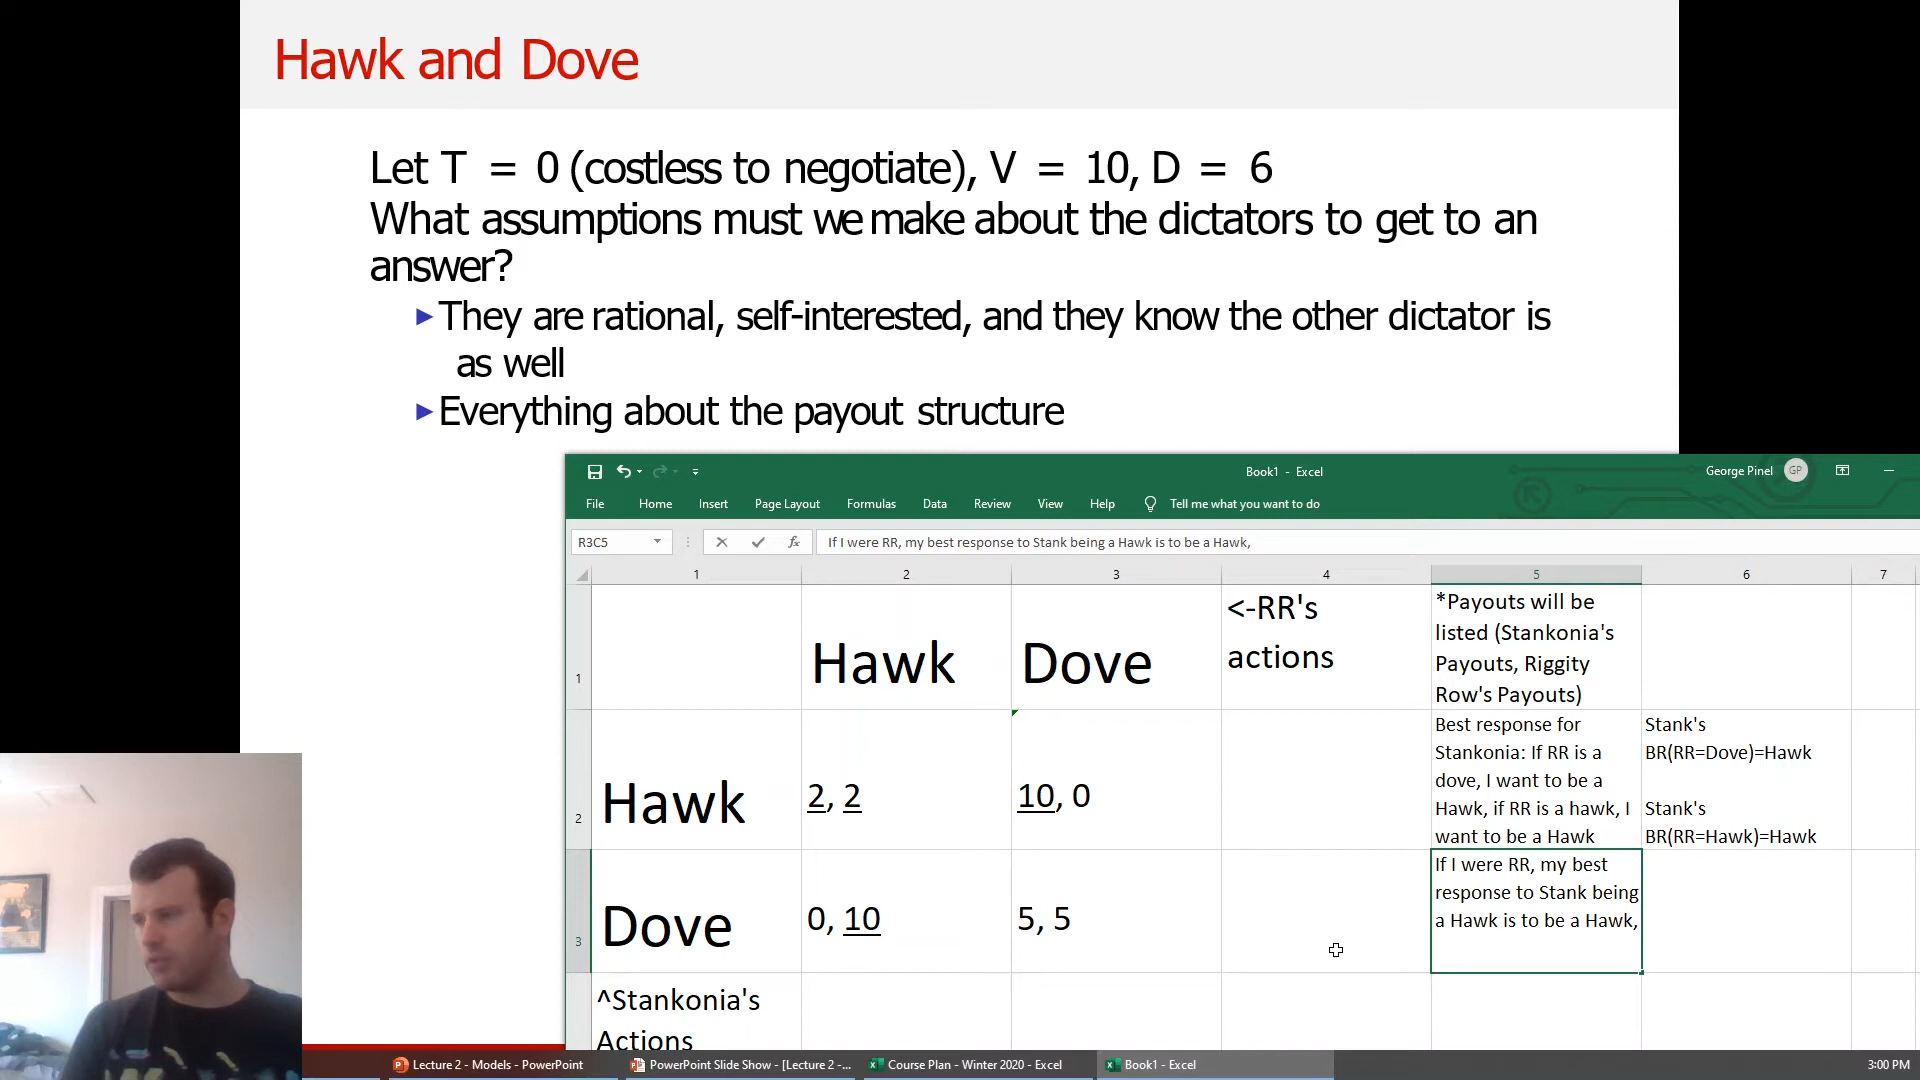 Hawk and Dove
Let T = 0 (costless to negotiate), V = 10, D = 6
What assumptions must we make about the dictators to get to an
answer?
▶They are rational, self-interested, and they know the other dictator is
as well
▶Everything about the payout structure
Book1 - Excel
George Pinel
GP
File Home Insert Page Layout Formulas Data Review View Help Tell me what you want to do
R3C5
fx
If I were RR, my best response to Stank being a Hawk is to be a Hawk,
1 2 3 4 5 6 7
1
Hawk
Dove
<-RR's
actions
*Payouts will be
listed (Stankonia's
Payouts, Riggity
Row's Payouts)
2
Hawk
2, 2
10, 0
Best response for
Stankonia: If RR is a
dove, I want to be a
Hawk, if RR is a hawk, I
want to be a Hawk
Stank's
BR(RR=Dove)=Hawk
Stank's
BR(RR=Hawk)=Hawk
3
Dove
0, 10
5, 5
If I were RR, my best
response to Stank being
a Hawk is to be a Hawk,
^Stankonia's
Actions
Lecture 2 - Models - PowerPoint
PowerPoint Slide Show - [Lecture 2 -...
Course Plan - Winter 2020 - Excel
Book1 - Excel
3:00 PM